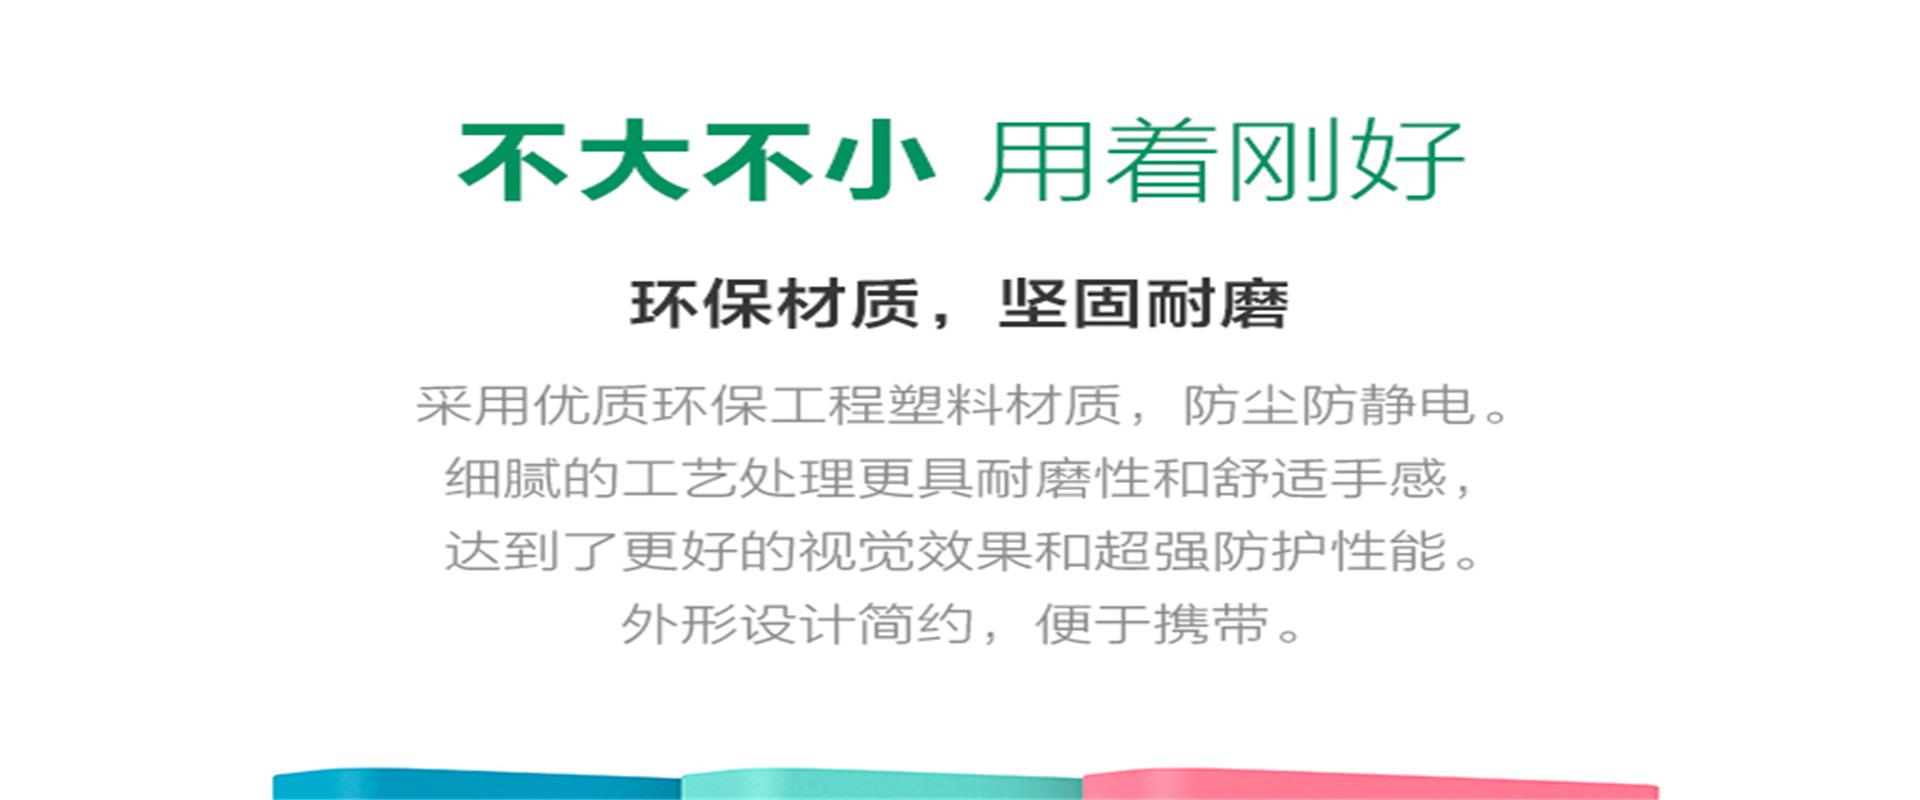 不大不小 用着刚好
环保材质，坚固耐磨
采用优质环保工程塑料材质，防尘防静电。
细腻的工艺处理更具耐磨性和舒适手感，
达到了更好的视觉效果和超强防护性能。
外形设计简约，便于携带。